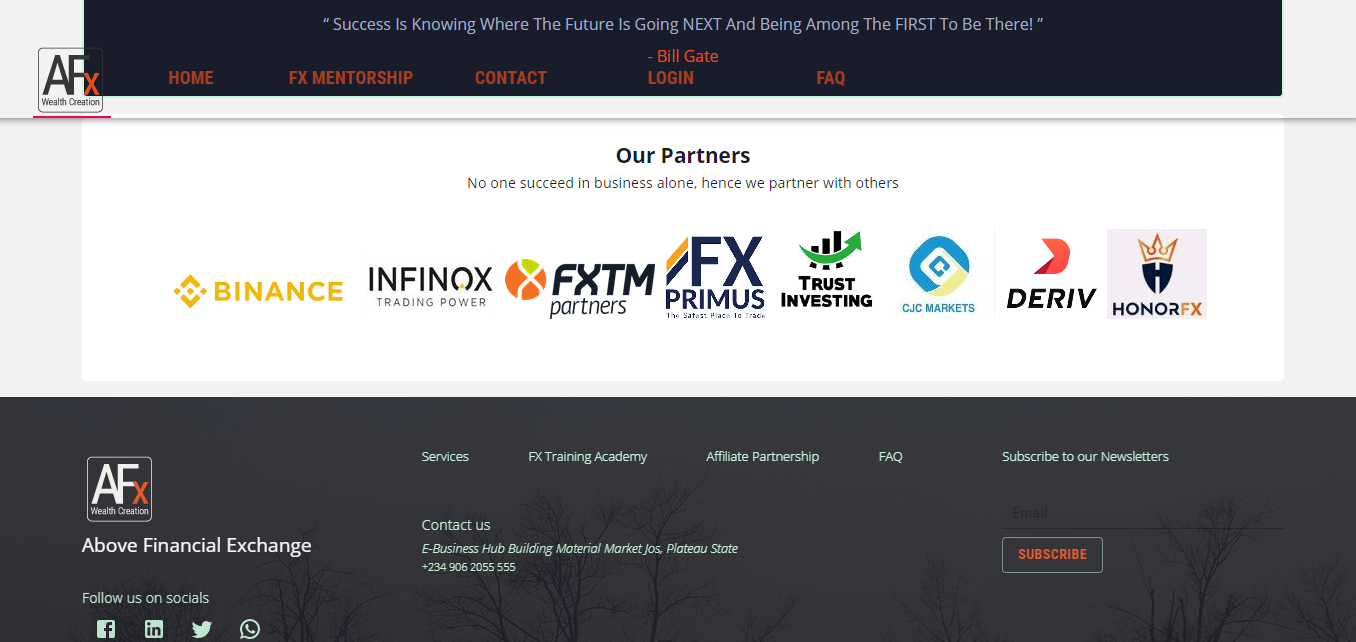 “ Success Is Knowing Where The Future Is Going NEXT And Being Among The FIRST To Be There! ”
- Bill Gate
AFx
Wealth Creation
HOME FX MENTORSHIP CONTACT LOGIN FAQ
Our Partners
No one succeed in business alone, hence we partner with others
BINANCE
INFINOX
TRADING POWER
FXTM
partners
FX
PRIMUS
The Safest Place To Trade
TRUST
INVESTING
CJC MARKETS
DERIV
HONORFX
Services FX Training Academy Affiliate Partnership FAQ Subscribe to our Newsletters
AFx
Wealth Creation
Above Financial Exchange
Contact us
E-Business Hub Building Material Market Jos, Plateau State
+234 906 2055 555
Email
SUBSCRIBE
Follow us on socials